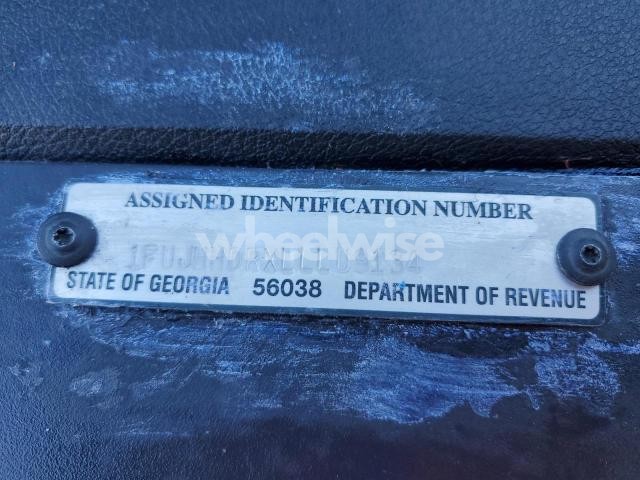 ASSIGNED IDENTIFICATION NUMBER
wheelwise
STATE OF GEORGIA 56038 DEPARTMENT OF REVENUE